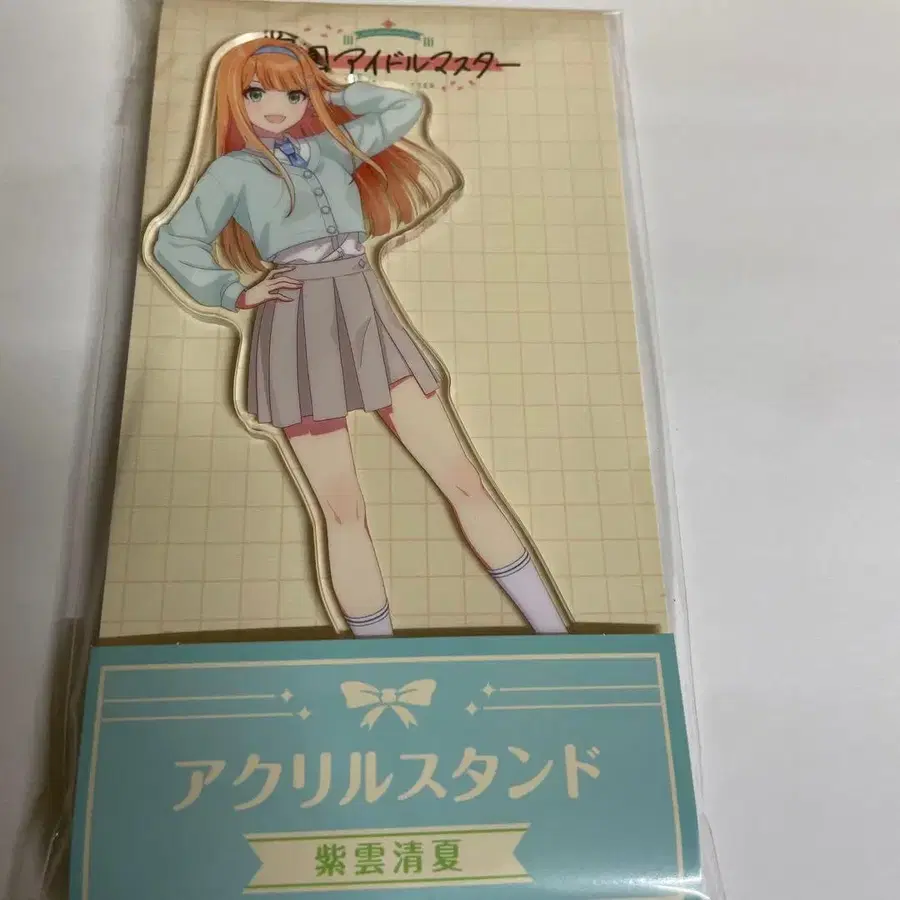 アイドルマスター
アクリルスタンド
紫雲清夏